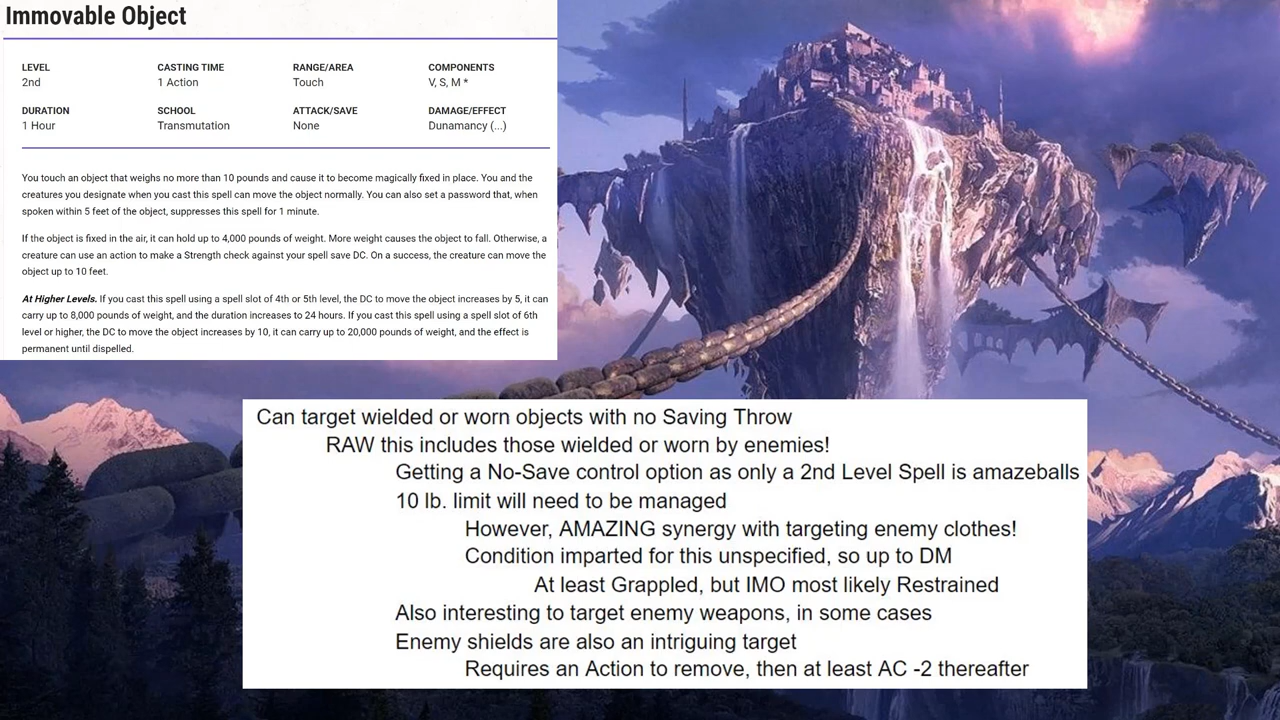 Immovable Object
LEVEL
2nd
CASTING TIME
1 Action
RANGE/AREA
Touch
COMPONENTS
V, S, M *
DURATION
1 Hour
SCHOOL
Transmutation
ATTACK/SAVE
None
DAMAGE/EFFECT
Dunamancy (...)
You touch an object that weighs no more than 10 pounds and cause it to become magically fixed in place. You and the
creatures you designate when you cast this spell can move the object normally. You can also set a password that, when
spoken within 5 feet of the object, suppresses this spell for 1 minute.
If the object is fixed in the air, it can hold up to 4,000 pounds of weight. More weight causes the object to fall. Otherwise, a
creature can use an action to make a Strength check against your spell save DC. On a success, the creature can move the
object up to 10 feet.
At Higher Levels. If you cast this spell using a spell slot of 4th or 5th level, the DC to move the object increases by 5, it can
carry up to 8,000 pounds of weight, and the duration increases to 24 hours. If you cast this spell using a spell slot of 6th
level or higher, the DC to move the object increases by 10, it can carry up to 20,000 pounds of weight, and the effect is
permanent until dispelled.
Can target wielded or worn objects with no Saving Throw
RAW this includes those wielded or worn by enemies!
Getting a No-Save control option as only a 2nd Level Spell is amazeballs
10 lb. limit will need to be managed
However, AMAZING synergy with targeting enemy clothes!
Condition imparted for this unspecified, so up to DM
At least Grappled, but IMO most likely Restrained
Also interesting to target enemy weapons, in some cases
Enemy shields are also an intriguing target
Requires an Action to remove, then at least AC -2 thereafter